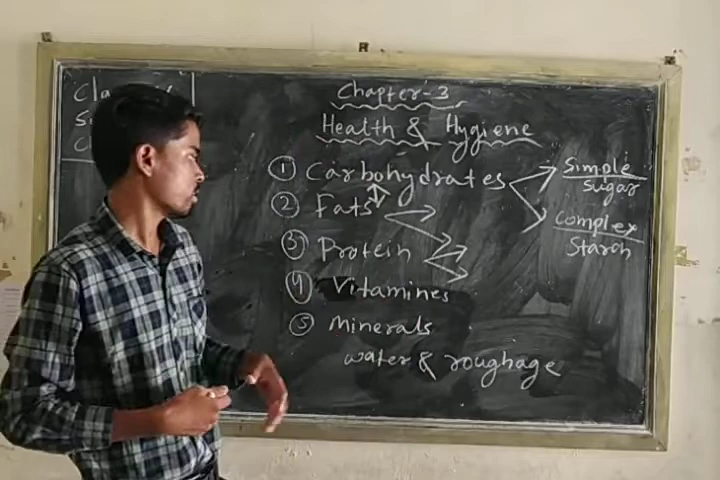 Chapter-3
Health & Hygiene
① Carbohydrates
Simple
Sugar
Complex
Starch
② Fats
③ Protein
④ Vitamines
⑤ Minerals
water & roughage